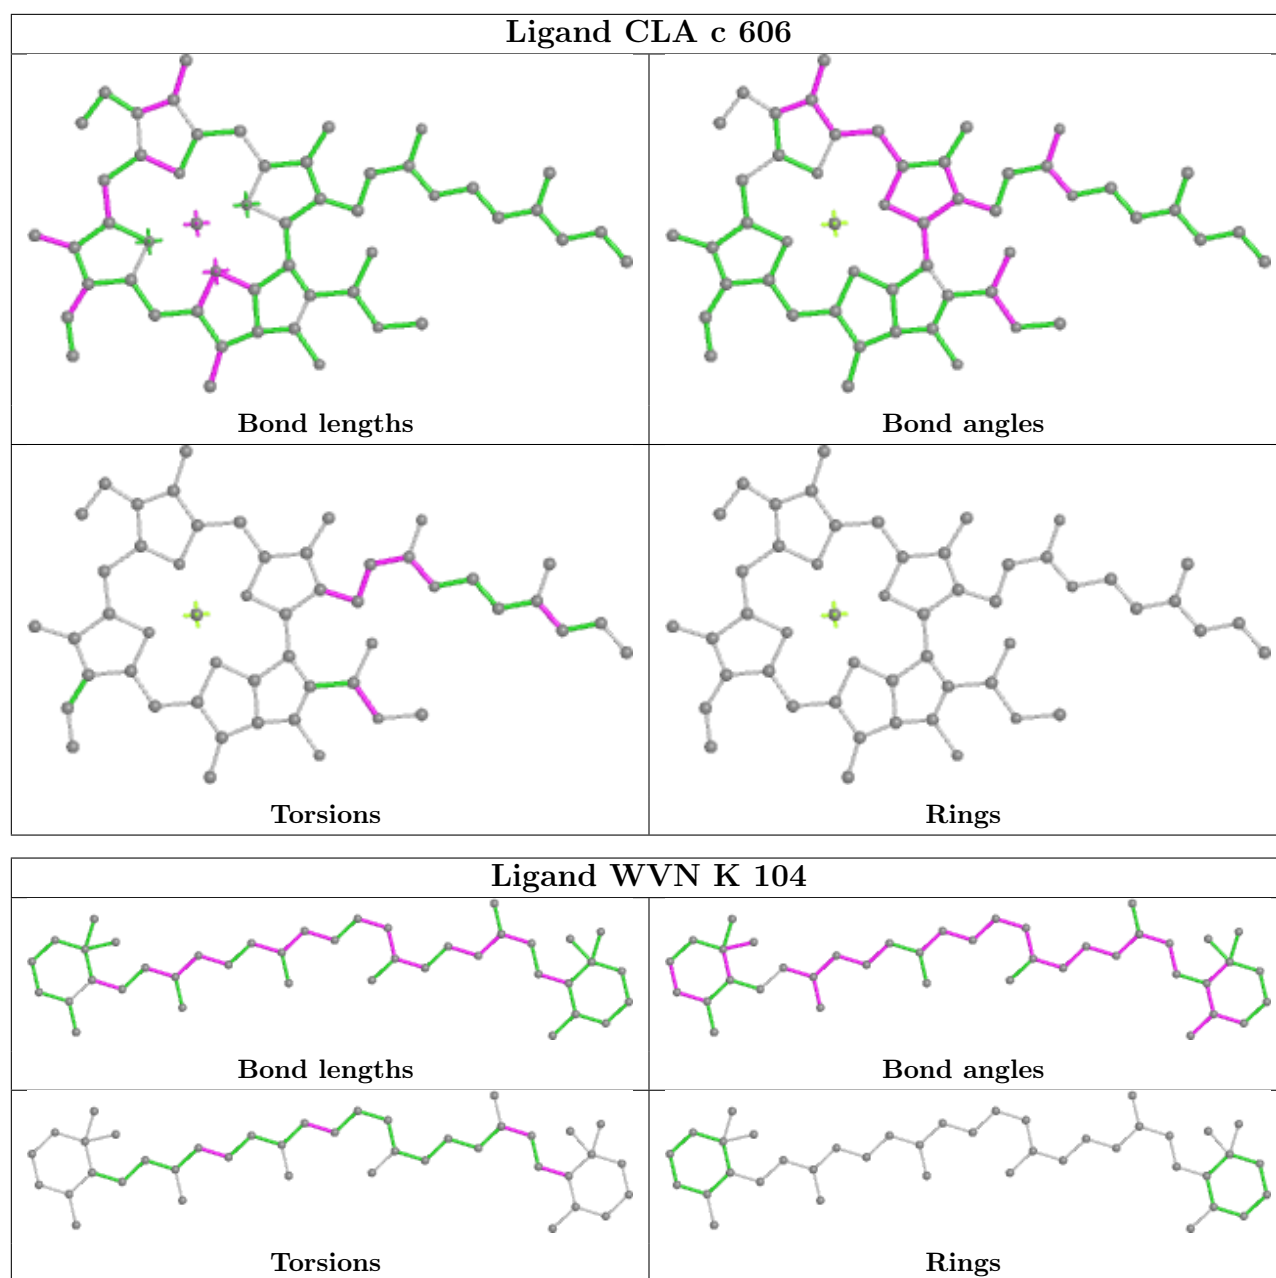 Ligand CLA c 606
Bond lengths
Bond angles
Torsions
Rings
Ligand WVN K 104
Bond lengths
Bond angles
Torsions
Rings